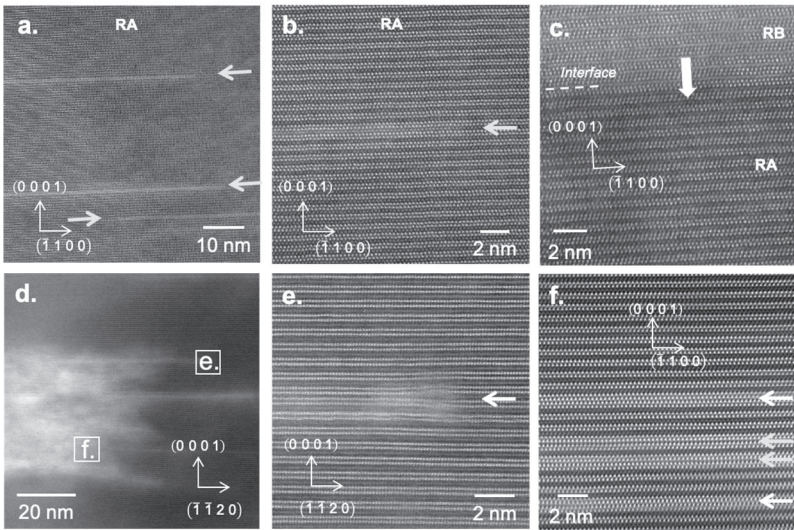 a.
RA
(0 0 0 1)
(1̅ 1 0 0)
10 nm
b.
RA
(0 0 0 1)
(1̅ 1 0 0)
2 nm
c.
RB
Interface
(0 0 0 1)
RA
(1̅ 1 0 0)
2 nm
d.
e.
f.
(0 0 0 1)
20 nm
(1̅ 1̅ 2 0)
e.
(0 0 0 1)
(1̅ 1̅ 2 0)
2 nm
f.
(0 0 0 1)
(1̅ 1 0 0)
2 nm